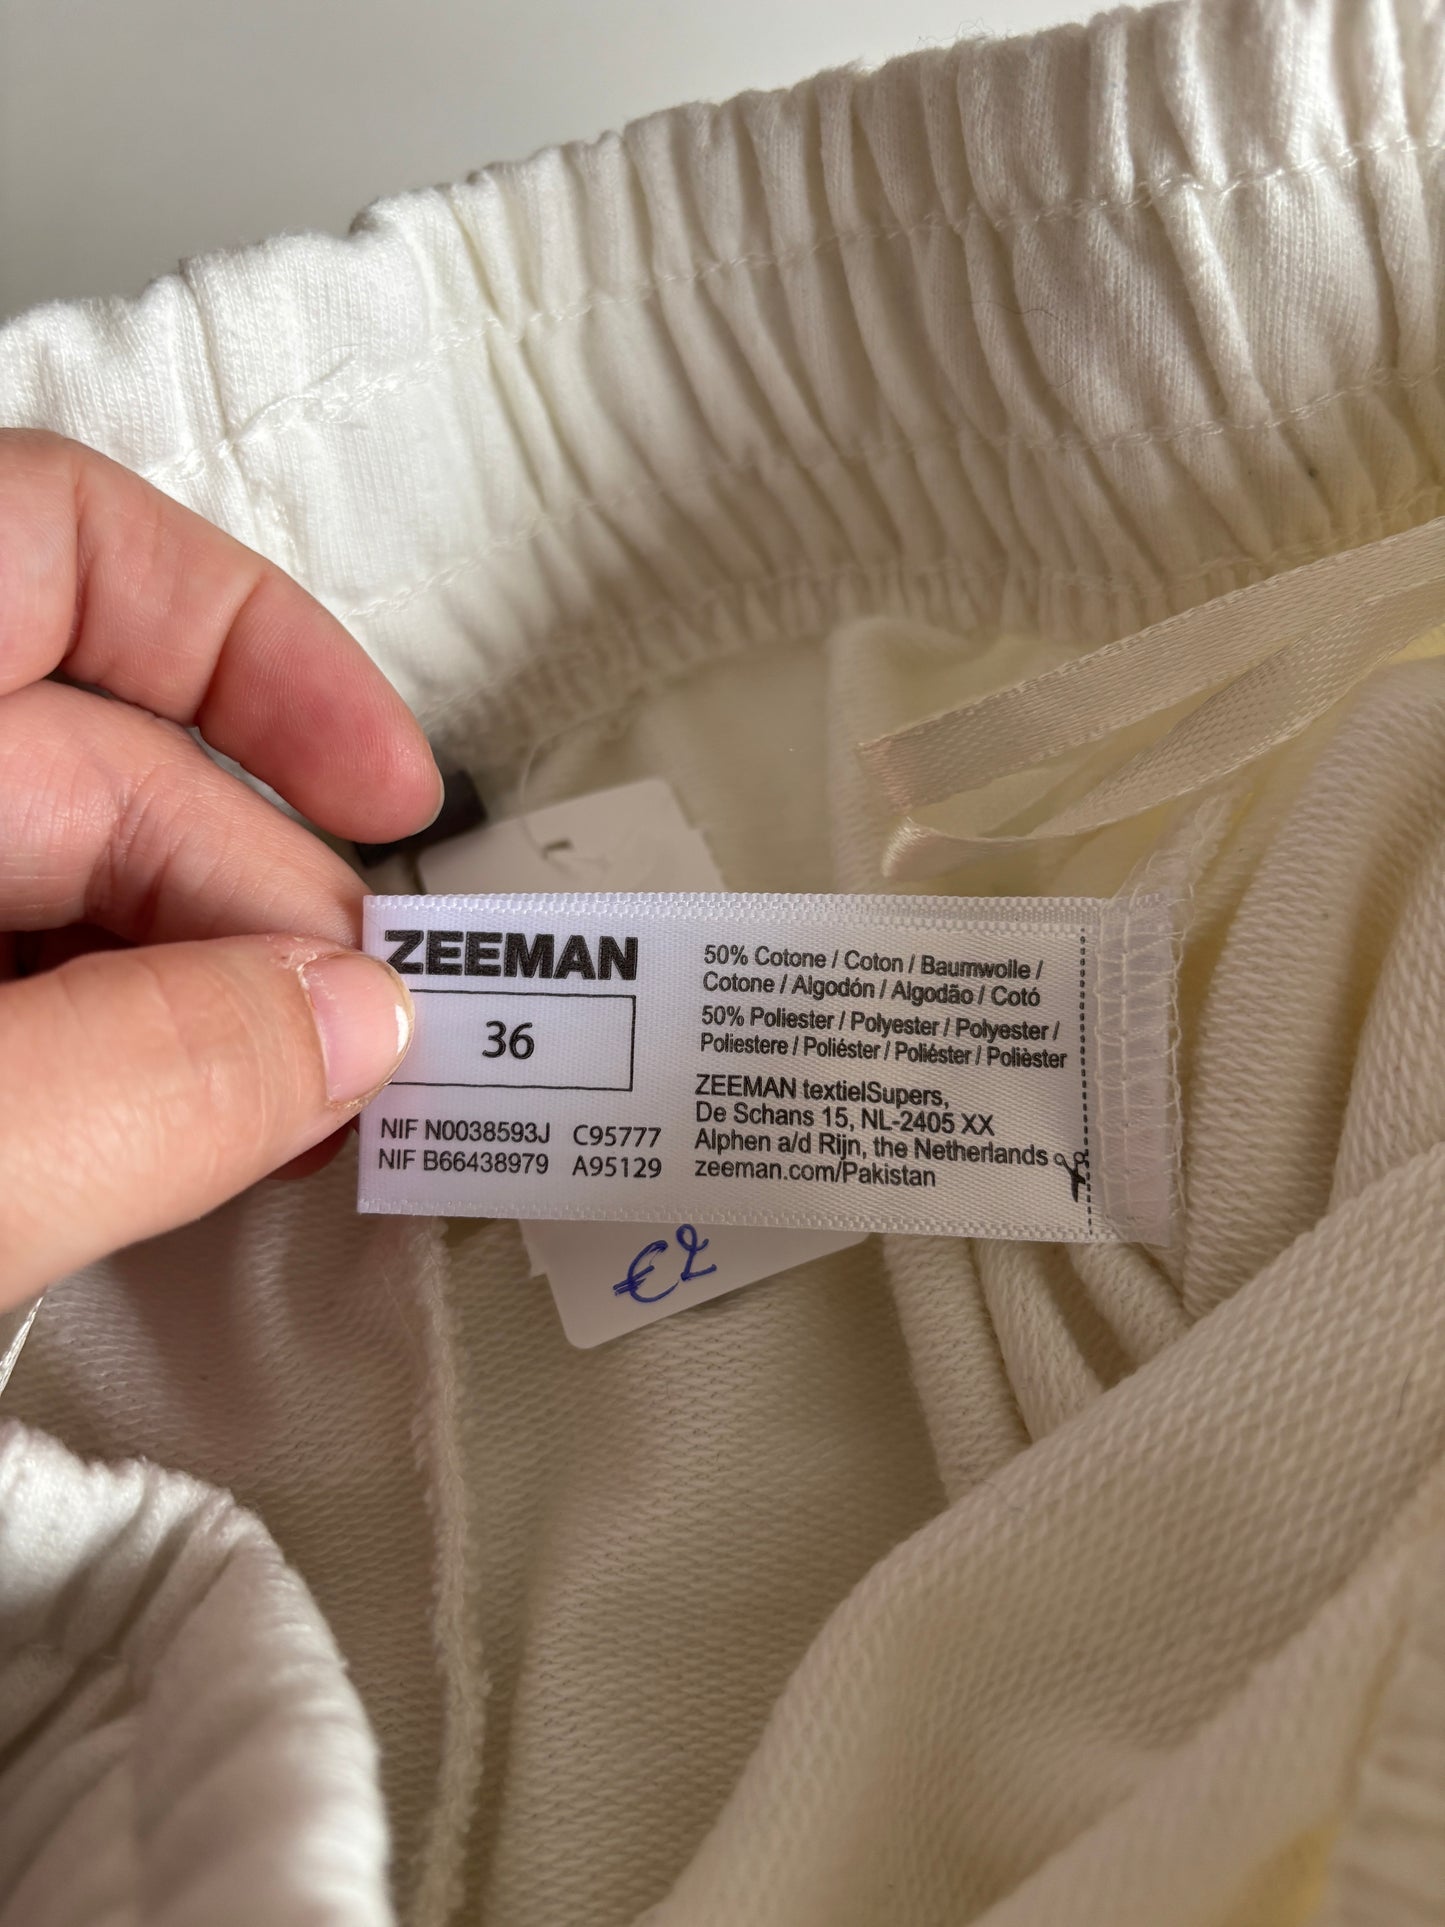 ZEEMAN
36
NIF N0038593J C95777
NIF B66438979 A95129
50% Cotone / Coton / Baumwolle /
Cotone / Algodón / Algodão / Cotó
50% Poliester / Polyester / Polyester /
Poliestere / Poliéster / Poliéster / Polièster
ZEEMAN textielSupers,
De Schans 15, NL-2405 XX
Alphen a/d Rijn, the Netherlands
zeeman.com/Pakistan
€2